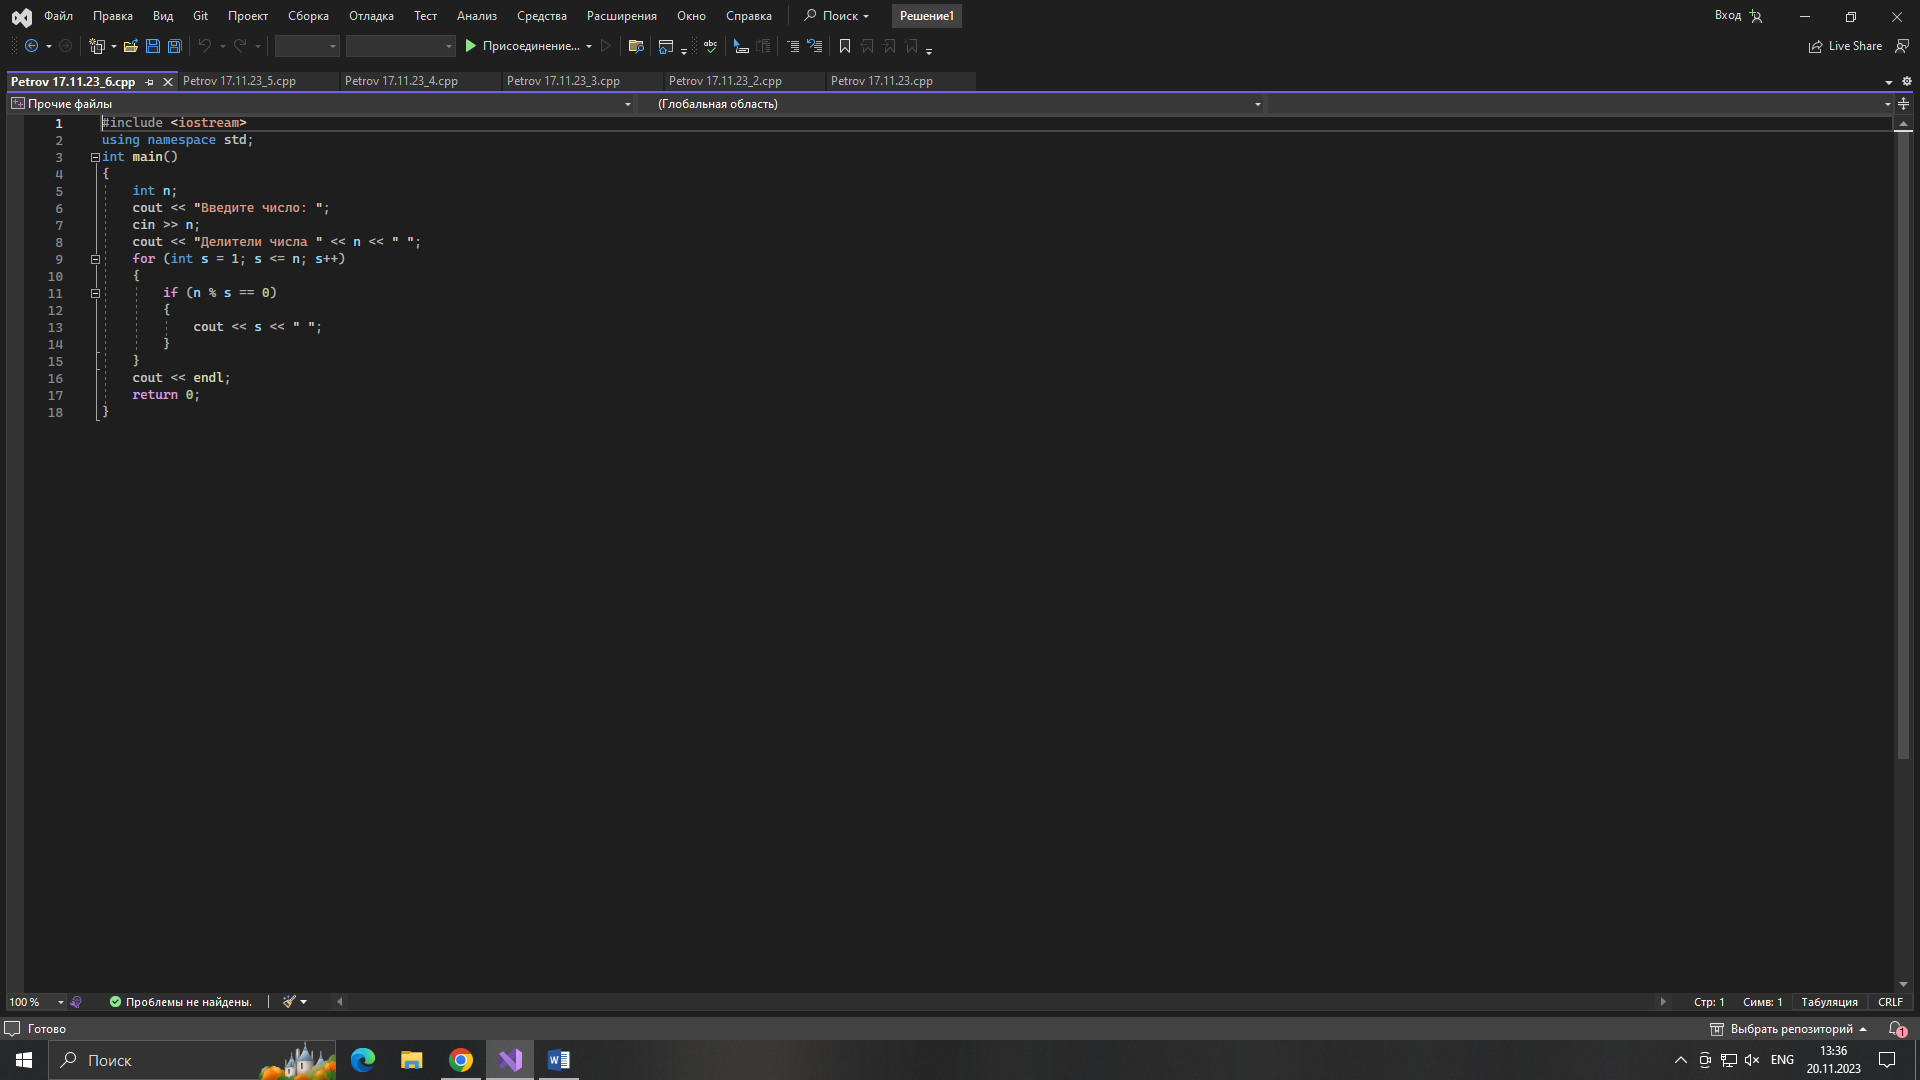 Файл Правка Вид Git Проект Сборка Отладка Тест Анализ Средства Расширения Окно Справка Поиск Решение1 Вход
Присоединение... abc Live Share
Petrov 17.11.23_6.cpp Petrov 17.11.23_5.cpp Petrov 17.11.23_4.cpp Petrov 17.11.23_3.cpp Petrov 17.11.23_2.cpp Petrov 17.11.23.cpp
Прочие файлы (Глобальная область)
1 #include <iostream>
2 using namespace std;
3 int main()
4 {
5 int n;
6 cout << "Введите число: ";
7 cin >> n;
8 cout << "Делители числа " << n << " ";
9 for (int s = 1; s <= n; s++)
10 {
11 if (n % s == 0)
12 {
13 cout << s << " ";
14 }
15 }
16 cout << endl;
17 return 0;
18 }
100 % Проблемы не найдены. Стр: 1 Симв: 1 Табуляция CRLF
Готово Выбрать репозиторий 1
Поиск W ENG 13:36
20.11.2023